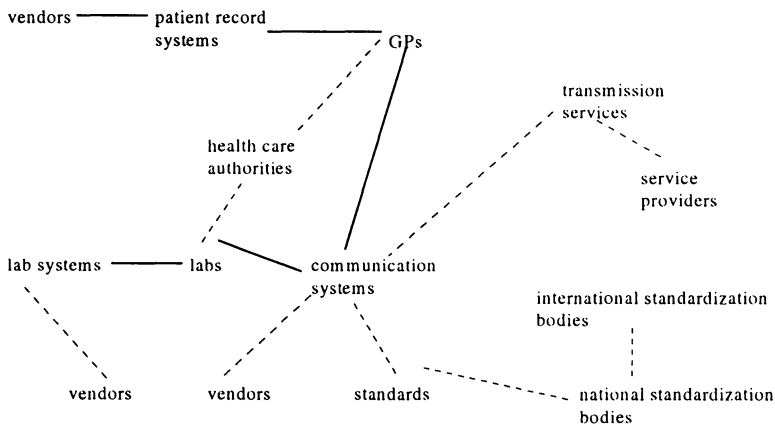 vendors
patient record
systems
GPs
transmission
services
health care
authorities
service
providers
lab systems
labs
communication
systems
international standardization
bodies
vendors
vendors
standards
national standardization
bodies